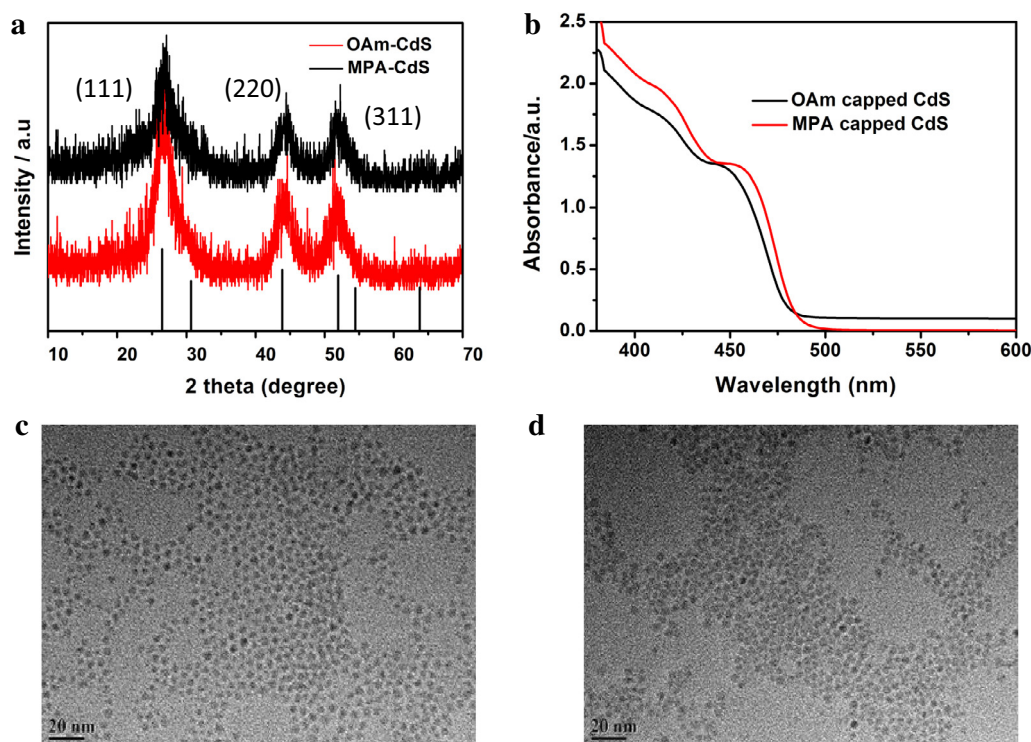 a
OAm-CdS
MPA-CdS
(111)
(220)
(311)
Intensity / a.u
10 20 30 40 50 60 70
2 theta (degree)
b
2.5
2.0
1.5
1.0
0.5
0.0
Absorbance/a.u.
OAm capped CdS
MPA capped CdS
400 450 500 550 600
Wavelength (nm)
c
20 nm
d
20 nm